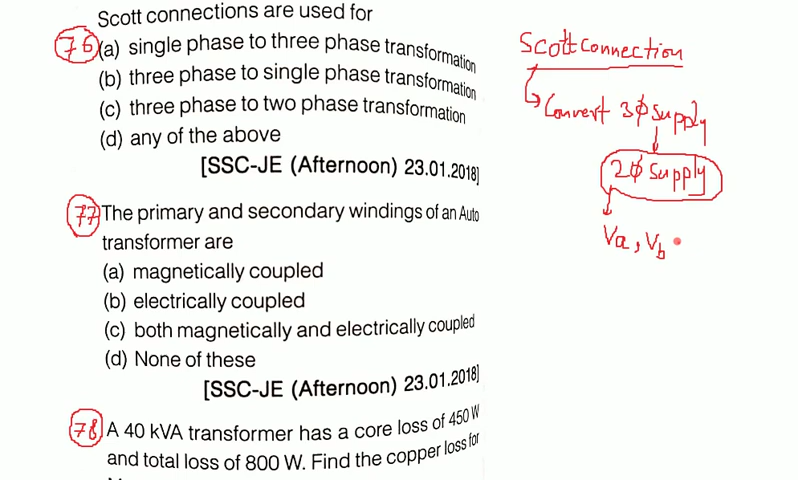 Scott connections are used for
76 (a) single phase to three phase transformation
(b) three phase to single phase transformation
(c) three phase to two phase transformation
(d) any of the above
[SSC-JE (Afternoon) 23.01.2018]
77 The primary and secondary windings of an Auto
transformer are
(a) magnetically coupled
(b) electrically coupled
(c) both magnetically and electrically coupled
(d) None of these
[SSC-JE (Afternoon) 23.01.2018]
78 A 40 kVA transformer has a core loss of 450 W
and total loss of 800 W. Find the copper loss for
Scott Connection
Convert 3ϕ supply
2ϕ supply
Va, Vb